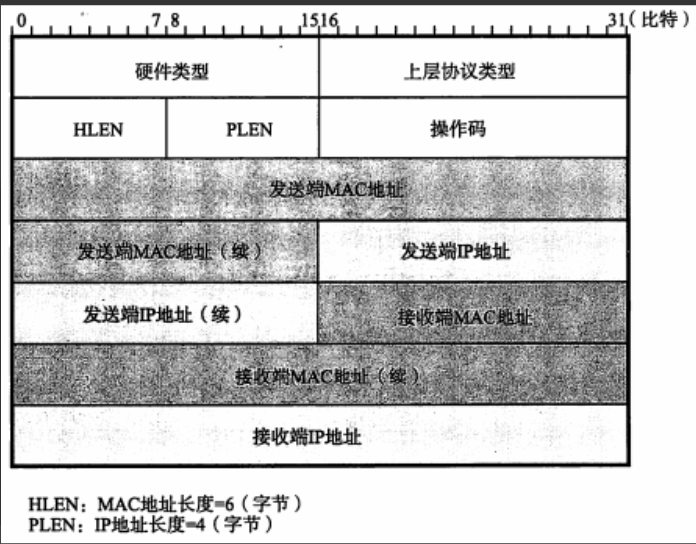 0 7 8 1516 31(比特)
硬件类型 上层协议类型
HLEN PLEN 操作码
发送端MAC地址
发送端MAC地址(续) 发送端IP地址
发送端IP地址(续) 接收端MAC地址
接收端MAC地址(续)
接收端IP地址
HLEN:MAC地址长度=6(字节)
PLEN:IP地址长度=4(字节)